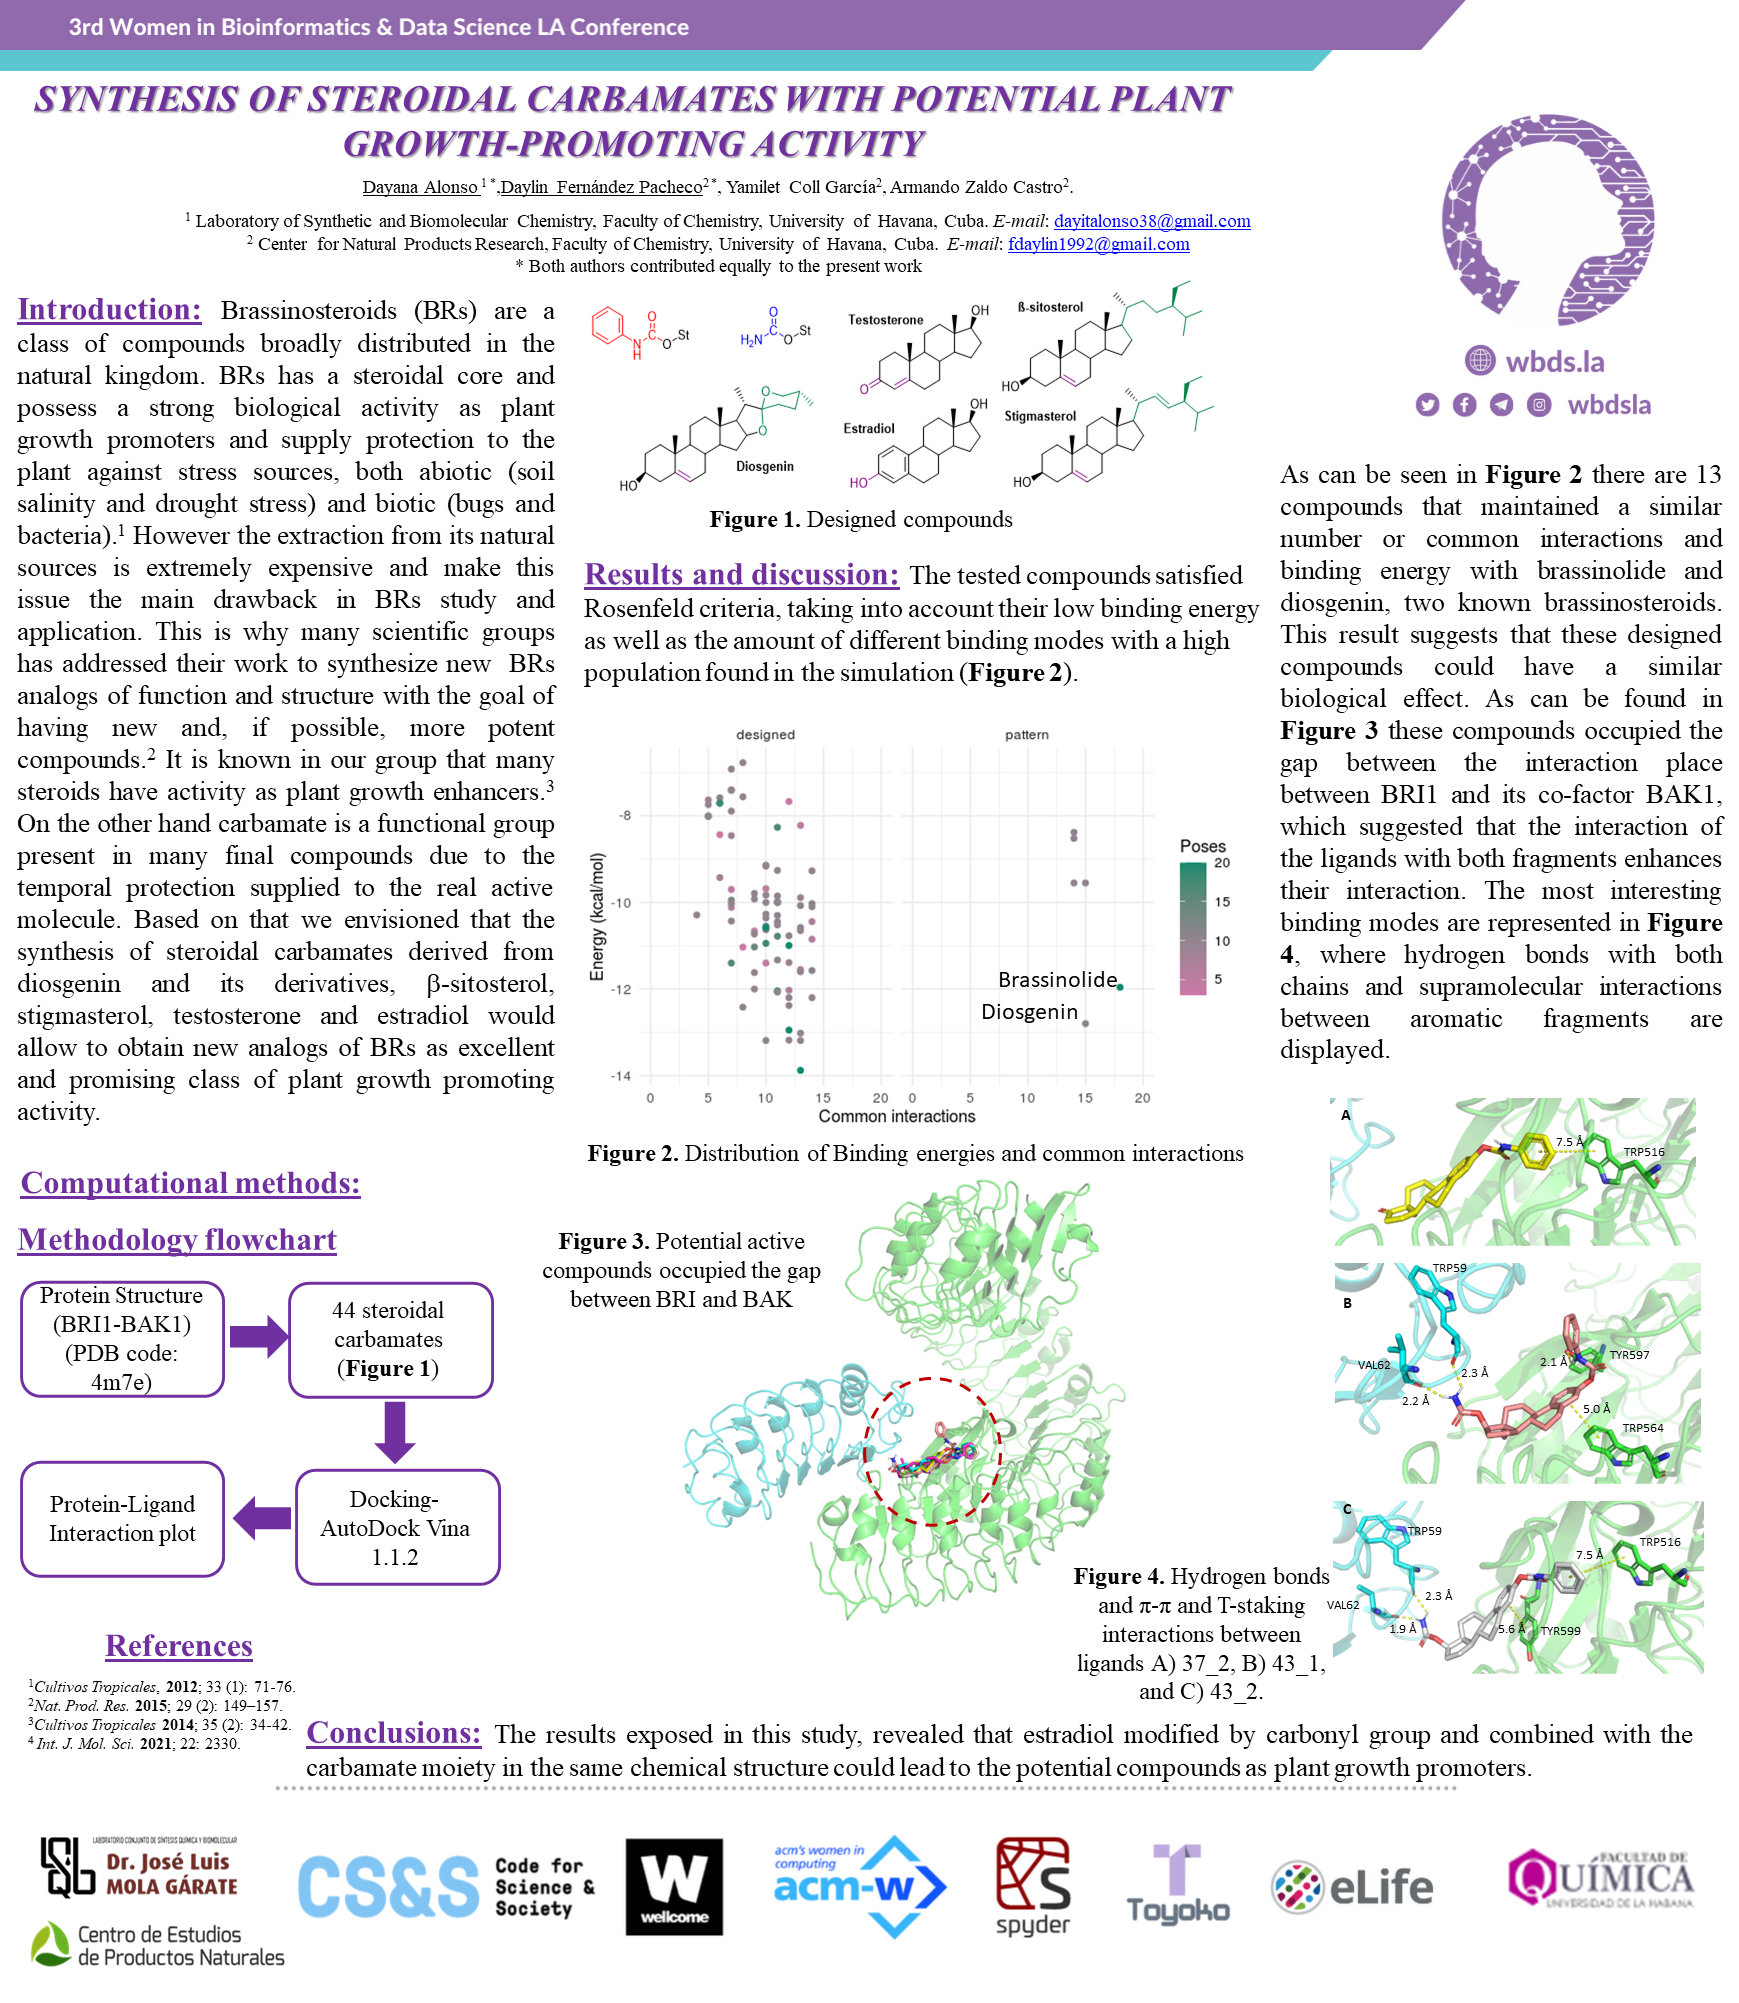 3rd Women in Bioinformatics & Data Science LA Conference
SYNTHESIS OF STEROIDAL CARBAMATES WITH POTENTIAL PLANT
GROWTH-PROMOTING ACTIVITY
Dayana Alonso¹*,Daylin Fernández Pacheco²*, Yamilet Coll García², Armando Zaldo Castro².
¹ Laboratory of Synthetic and Biomolecular Chemistry, Faculty of Chemistry, University of Havana, Cuba. E-mail: dayitalonso38@gmail.com
² Center for Natural Products Research, Faculty of Chemistry, University of Havana, Cuba. E-mail: fdaylin1992@gmail.com
* Both authors contributed equally to the present work
wbds.la
wbdsla
Introduction: Brassinosteroids (BRs) are a
class of compounds broadly distributed in the
natural kingdom. BRs has a steroidal core and
possess a strong biological activity as plant
growth promoters and supply protection to the
plant against stress sources, both abiotic (soil
salinity and drought stress) and biotic (bugs and
bacteria).¹ However the extraction from its natural
sources is extremely expensive and make this
issue the main drawback in BRs study and
application. This is why many scientific groups
has addressed their work to synthesize new BRs
analogs of function and structure with the goal of
having new and, if possible, more potent
compounds.² It is known in our group that many
steroids have activity as plant growth enhancers.³
On the other hand carbamate is a functional group
present in many final compounds due to the
temporal protection supplied to the real active
molecule. Based on that we envisioned that the
synthesis of steroidal carbamates derived from
diosgenin and its derivatives, β-sitosterol,
stigmasterol, testosterone and estradiol would
allow to obtain new analogs of BRs as excellent
and promising class of plant growth promoting
activity.
Computational methods:
Methodology flowchart
Protein Structure
(BRI1-BAK1)
(PDB code:
4m7e)
44 steroidal
carbamates
(Figure 1)
Docking-
AutoDock Vina
1.1.2
Protein-Ligand
Interaction plot
References
¹Cultivos Tropicales, 2012; 33 (1): 71-76.
²Nat. Prod. Res. 2015; 29 (2): 149–157.
³Cultivos Tropicales 2014; 35 (2): 34-42.
⁴ Int. J. Mol. Sci. 2021; 22: 2330.
O
C
N
H
O
St
O
C
H₂N
O
St
Testosterone
OH
O
ß-sitosterol
HO
O
O
Diosgenin
HO
Estradiol
OH
HO
Stigmasterol
HO
Figure 1. Designed compounds
Results and discussion: The tested compounds satisfied
Rosenfeld criteria, taking into account their low binding energy
as well as the amount of different binding modes with a high
population found in the simulation (Figure 2).
designed
pattern
Energy (kcal/mol)
-8
-10
-12
-14
Brassinolide
Diosgenin
0 5 10 15 20 0 5 10 15 20
Common interactions
Poses
20
15
10
5
Figure 2. Distribution of Binding energies and common interactions
Figure 3. Potential active
compounds occupied the gap
between BRI and BAK
As can be seen in Figure 2 there are 13
compounds that maintained a similar
number or common interactions and
binding energy with brassinolide and
diosgenin, two known brassinosteroids.
This result suggests that these designed
compounds could have a similar
biological effect. As can be found in
Figure 3 these compounds occupied the
gap between the interaction place
between BRI1 and its co-factor BAK1,
which suggested that the interaction of
the ligands with both fragments enhances
their interaction. The most interesting
binding modes are represented in Figure
4, where hydrogen bonds with both
chains and supramolecular interactions
between aromatic fragments are
displayed.
A
7.5 Å
TRP516
B
TRP59
VAL62
2.3 Å
2.2 Å
2.1 Å
TYR597
5.0 Å
TRP564
C
TRP59
VAL62
2.3 Å
1.9 Å
7.5 Å
TRP516
5.6 Å
TYR599
Figure 4. Hydrogen bonds
and π-π and T-staking
interactions between
ligands A) 37_2, B) 43_1,
and C) 43_2.
Conclusions: The results exposed in this study, revealed that estradiol modified by carbonyl group and combined with the
carbamate moiety in the same chemical structure could lead to the potential compounds as plant growth promoters.
LABORATORIO CONJUNTO DE SÍNTESIS QUÍMICA Y BIOMOLECULAR
Dr. José Luis
MOLA GÁRATE
Centro de Estudios
de Productos Naturales
CS&S
Code for
Science &
Society
W
wellcome
acm's women in
computing
acm-w
S
spyder
Toyoko
eLife
FACULTAD DE
QUÍMICA
UNIVERSIDAD DE LA HABANA